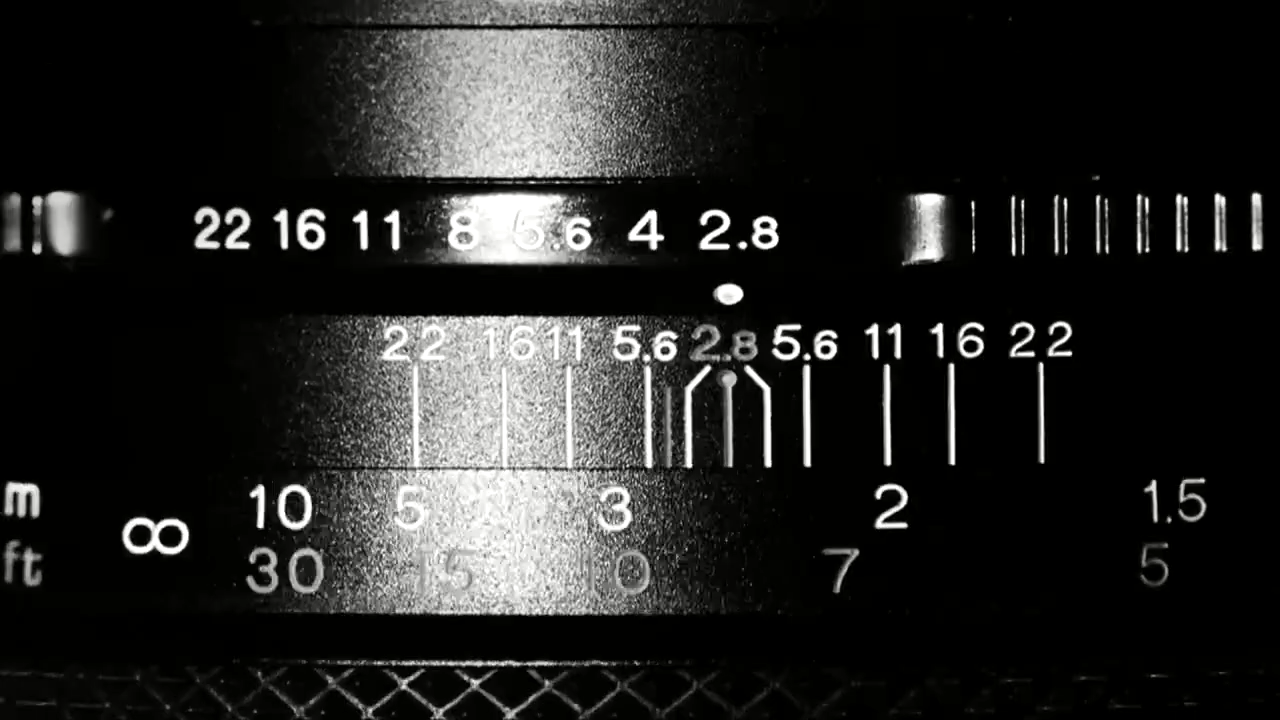 22 16 11 8 5.6 4 2.8
22 16 11 5.6 2.8 5.6 11 16 22
m ∞ 10 5 3 2 1.5
ft 30 15 10 7 5